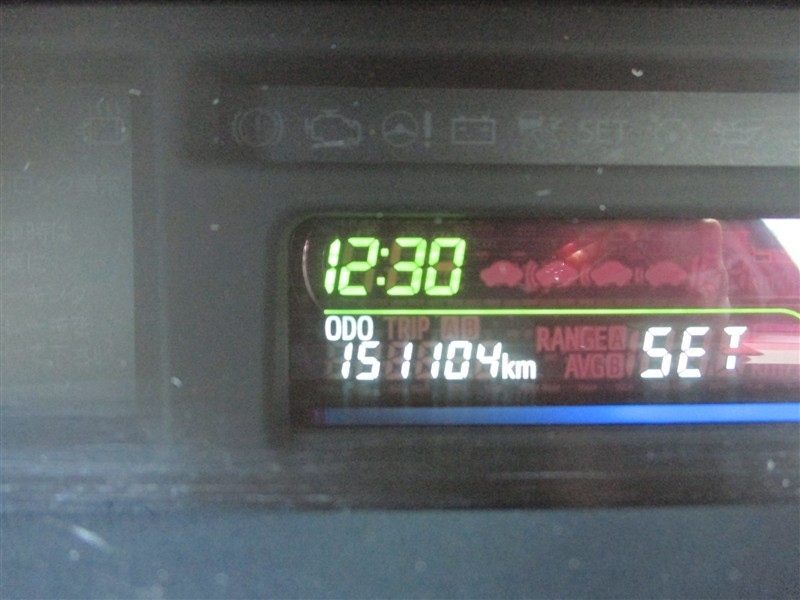 SET
12:30
ODO TRIP A B
151104km
RANGE A
AVG B
SET